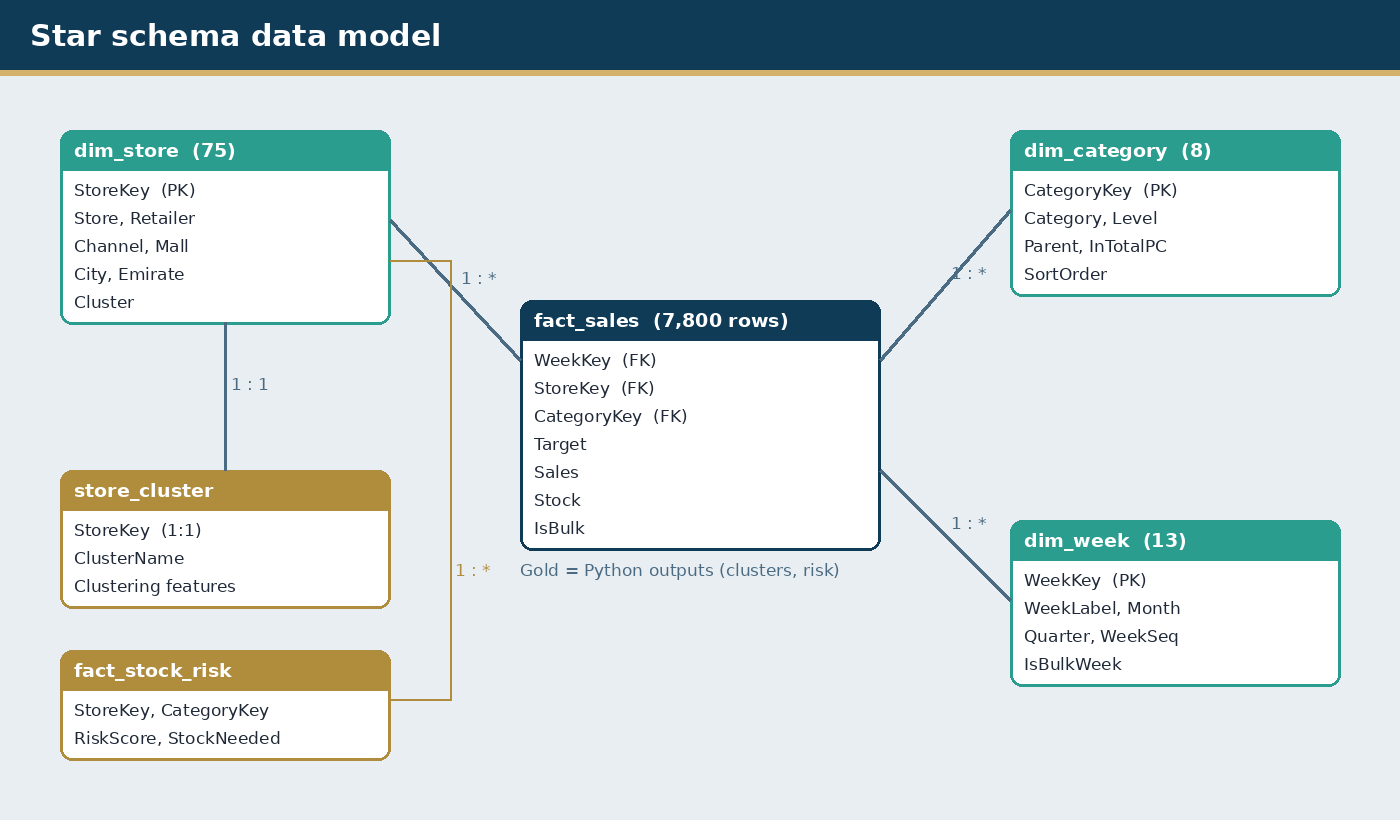 Star schema data model
dim_store (75)
StoreKey (PK)
Store, Retailer
Channel, Mall
City, Emirate
Cluster
1 : 1
store_cluster
StoreKey (1:1)
ClusterName
Clustering features
fact_stock_risk
StoreKey, CategoryKey
RiskScore, StockNeeded
1 : *
1 : *
fact_sales (7,800 rows)
WeekKey (FK)
StoreKey (FK)
CategoryKey (FK)
Target
Sales
Stock
IsBulk
Gold = Python outputs (clusters, risk)
1 : *
dim_category (8)
CategoryKey (PK)
Category, Level
Parent, InTotalPC
SortOrder
1 : *
dim_week (13)
WeekKey (PK)
WeekLabel, Month
Quarter, WeekSeq
IsBulkWeek